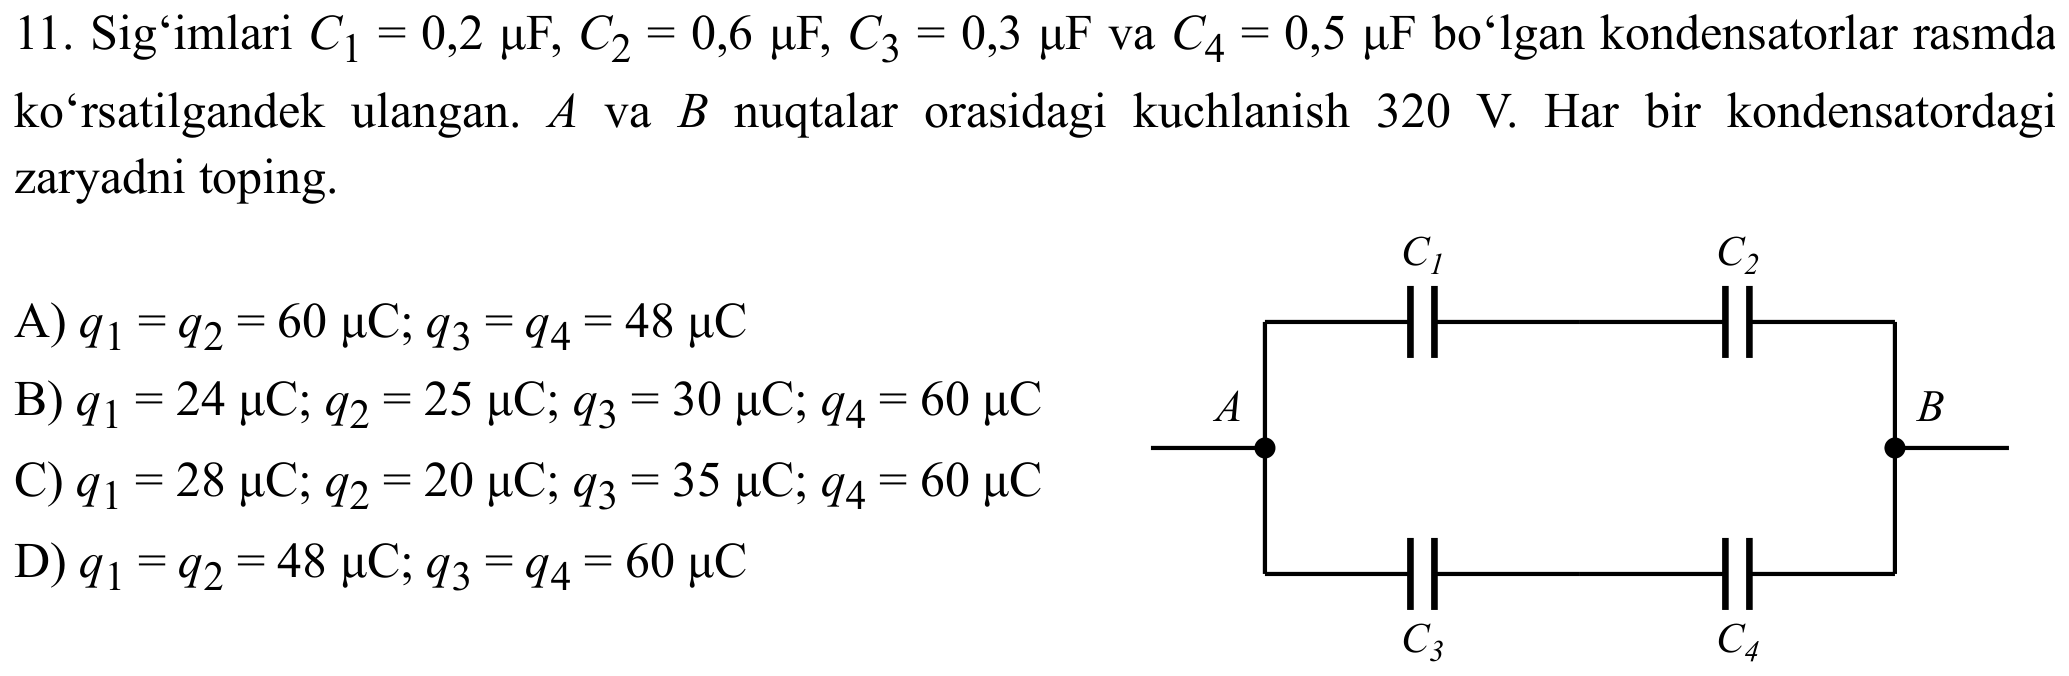 11. Sig‘imlari C₁ = 0,2 μF, C₂ = 0,6 μF, C₃ = 0,3 μF va C₄ = 0,5 μF bo‘lgan kondensatorlar rasmda
ko‘rsatilgandek ulangan. A va B nuqtalar orasidagi kuchlanish 320 V. Har bir kondensatordagi
zaryadni toping.
A) q₁ = q₂ = 60 μC; q₃ = q₄ = 48 μC
B) q₁ = 24 μC; q₂ = 25 μC; q₃ = 30 μC; q₄ = 60 μC
C) q₁ = 28 μC; q₂ = 20 μC; q₃ = 35 μC; q₄ = 60 μC
D) q₁ = q₂ = 48 μC; q₃ = q₄ = 60 μC
C₁ C₂
A B
C₃ C₄